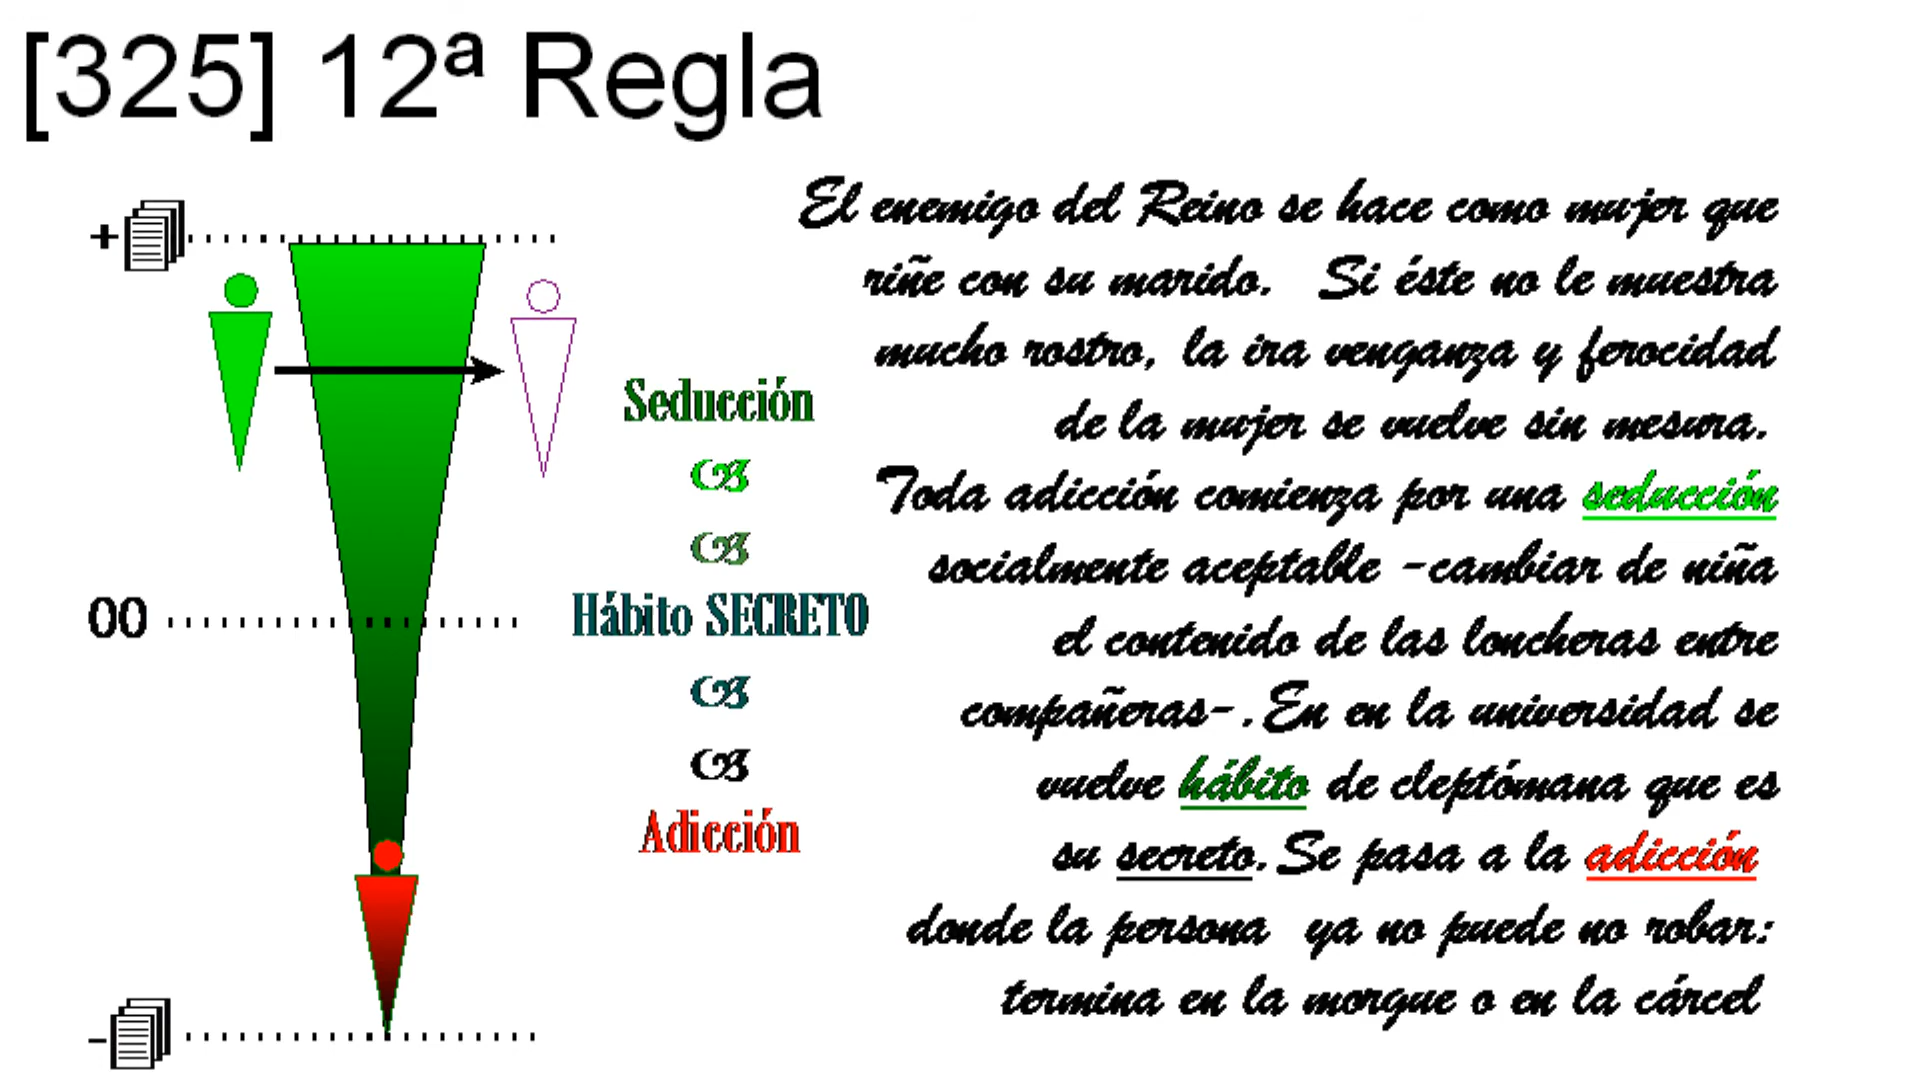 [325] 12ª Regla
El enemigo del Reino se hace como mujer que
riñe con su marido. Si éste no le muestra
mucho rostro, la ira venganza y ferocidad
de la mujer se vuelve sin mesura.
Toda adicción comienza por una seducción
socialmente aceptable -cambiar de niña
el contenido de las loncheras entre
compañeras-. En en la universidad se
vuelve hábito de cleptómana que es
su secreto. Se pasa a la adicción
donde la persona ya no puede no robar:
termina en la morgue o en la cárcel
+
Seducción
00
Hábito SECRETO
Adicción
-